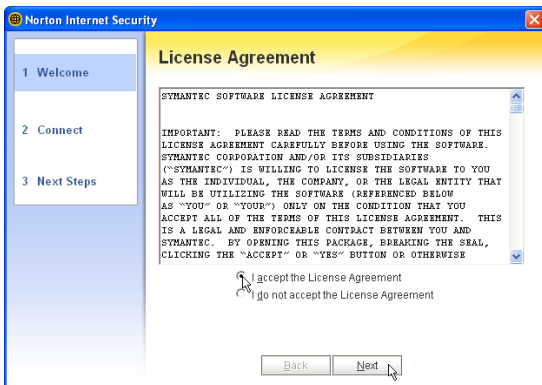 Norton Internet Security
License Agreement
1 Welcome
2 Connect
3 Next Steps
SYMANTEC SOFTWARE LICENSE AGREEMENT
IMPORTANT: PLEASE READ THE TERMS AND CONDITIONS OF THIS
LICENSE AGREEMENT CAREFULLY BEFORE USING THE SOFTWARE.
SYMANTEC CORPORATION AND/OR ITS SUBSIDIARIES
("SYMANTEC") IS WILLING TO LICENSE THE SOFTWARE TO YOU
AS THE INDIVIDUAL, THE COMPANY, OR THE LEGAL ENTITY THAT
WILL BE UTILIZING THE SOFTWARE (REFERENCED BELOW
AS "YOU" OR "YOUR") ONLY ON THE CONDITION THAT YOU
ACCEPT ALL OF THE TERMS OF THIS LICENSE AGREEMENT. THIS
IS A LEGAL AND ENFORCEABLE CONTRACT BETWEEN YOU AND
SYMANTEC. BY OPENING THIS PACKAGE, BREAKING THE SEAL,
CLICKING THE "ACCEPT" OR "YES" BUTTON OR OTHERWISE
I accept the License Agreement
I do not accept the License Agreement
Back
Next